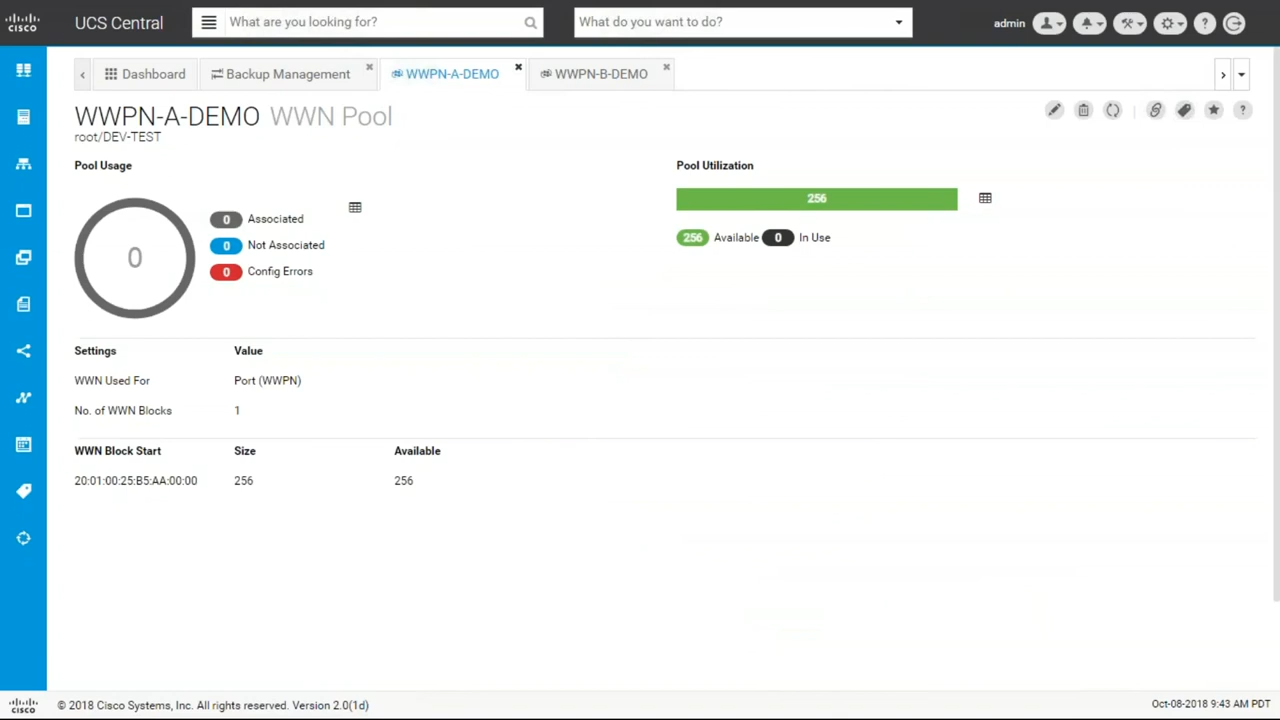 cisco
UCS Central
What are you looking for?
What do you want to do?
admin
?
Dashboard
Backup Management
WWPN-A-DEMO
WWPN-B-DEMO
WWPN-A-DEMO WWN Pool
root/DEV-TEST
?
Pool Usage
0
0 Associated
0 Not Associated
0 Config Errors
Pool Utilization
256
256 Available 0 In Use
Settings Value
WWN Used For Port (WWPN)
No. of WWN Blocks 1
WWN Block Start Size Available
20:01:00:25:B5:AA:00:00 256 256
cisco
© 2018 Cisco Systems, Inc. All rights reserved. Version 2.0(1d)
Oct-08-2018 9:43 AM PDT